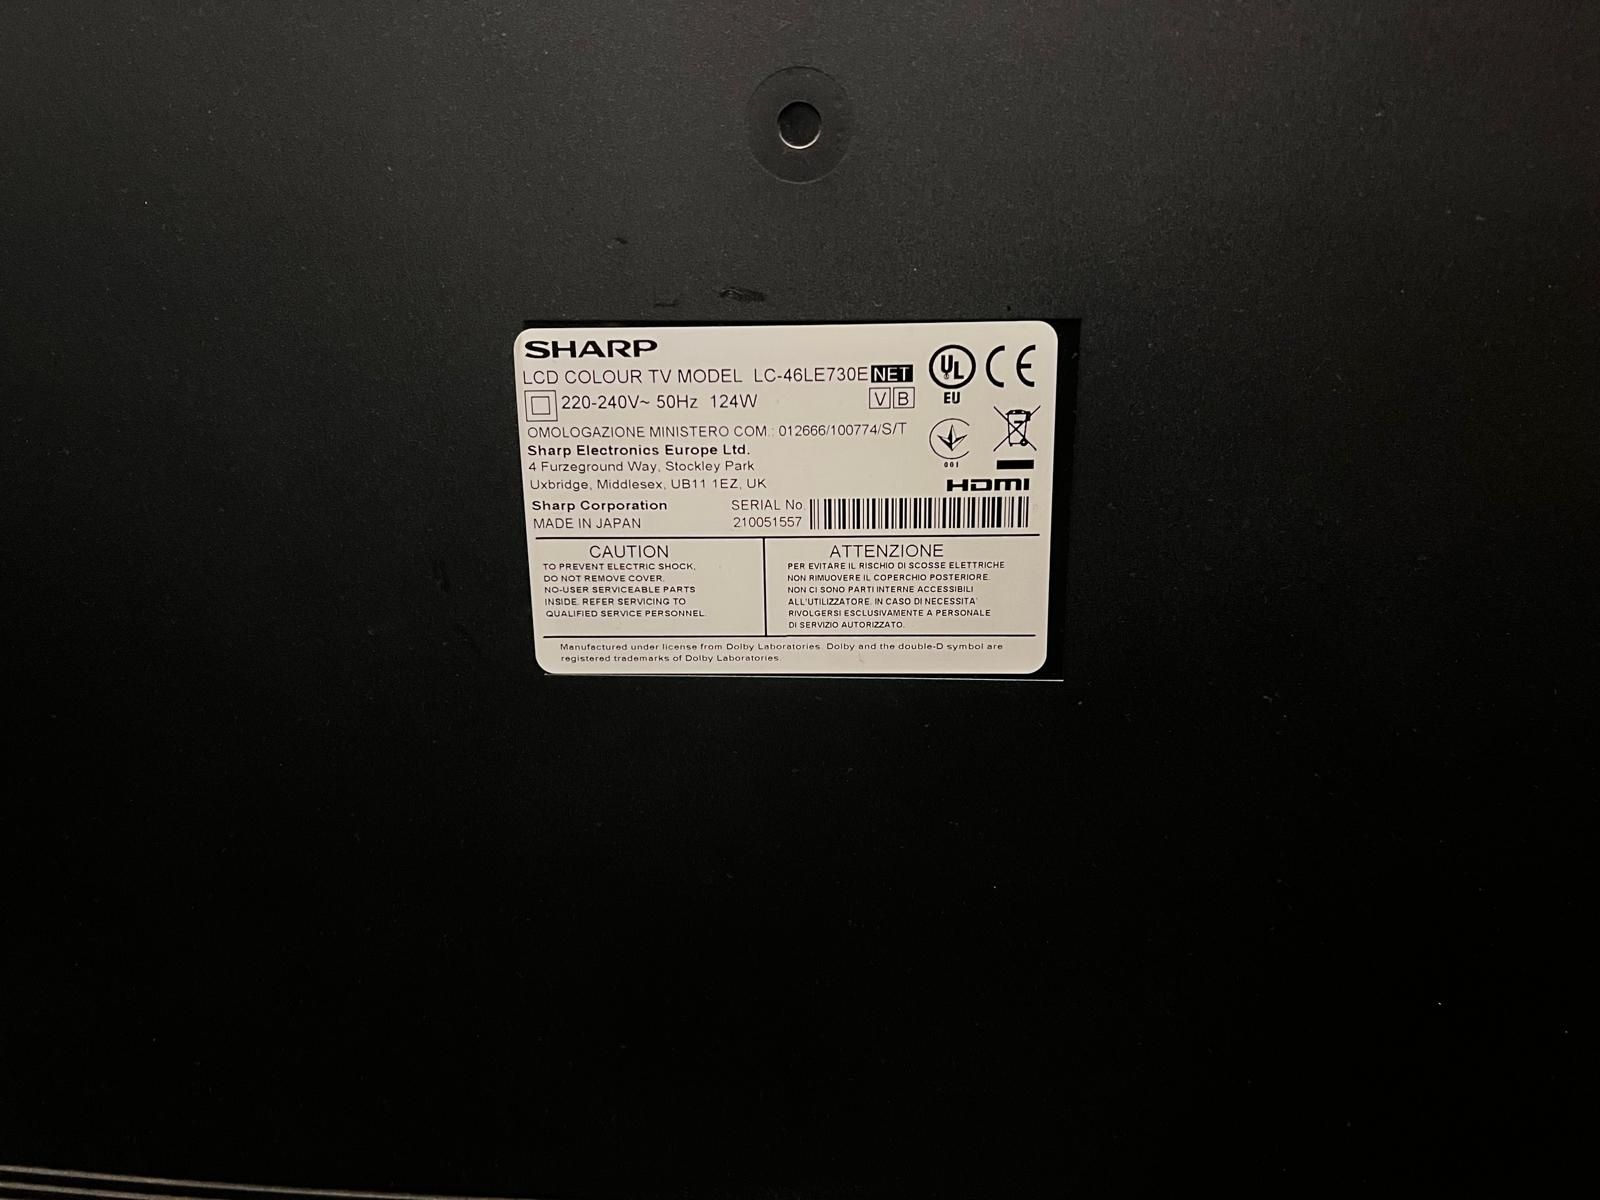 SHARP
LCD COLOUR TV MODEL LC-46LE730E NET
220-240V~ 50Hz 124W V B
OMOLOGAZIONE MINISTERO COM.: 012666/100774/S/T
Sharp Electronics Europe Ltd.
4 Furzeground Way, Stockley Park
Uxbridge, Middlesex, UB11 1EZ, UK
Sharp Corporation
MADE IN JAPAN
SERIAL No.
210051557
UL
EU
CE
001
HDMI
CAUTION
TO PREVENT ELECTRIC SHOCK,
DO NOT REMOVE COVER.
NO-USER SERVICEABLE PARTS
INSIDE. REFER SERVICING TO
QUALIFIED SERVICE PERSONNEL.
ATTENZIONE
PER EVITARE IL RISCHIO DI SCOSSE ELETTRICHE
NON RIMUOVERE IL COPERCHIO POSTERIORE.
NON CI SONO PARTI INTERNE ACCESSIBILI
ALL'UTILIZZATORE. IN CASO DI NECESSITA'
RIVOLGERSI ESCLUSIVAMENTE A PERSONALE
DI SERVIZIO AUTORIZZATO.
Manufactured under license from Dolby Laboratories. Dolby and the double-D symbol are
registered trademarks of Dolby Laboratories.